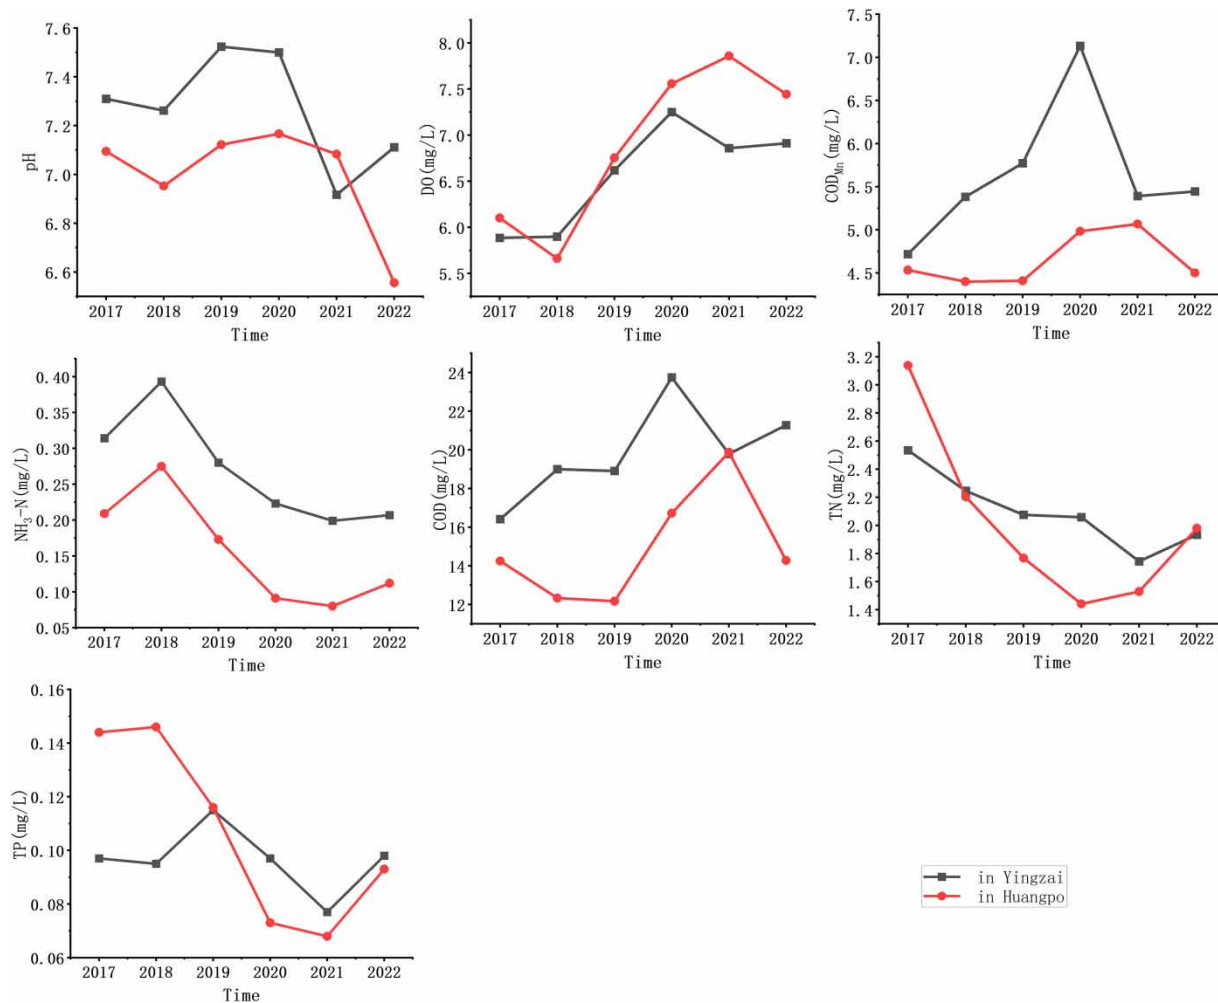 7.6
7.4
7.2
7.0
6.8
6.6
pH
2017 2018 2019 2020 2021 2022
Time
8.0
7.5
7.0
6.5
6.0
5.5
DO(mg/L)
2017 2018 2019 2020 2021 2022
Time
7.5
7.0
6.5
6.0
5.5
5.0
4.5
COD_Mn(mg/L)
2017 2018 2019 2020 2021 2022
Time
0.40
0.35
0.30
0.25
0.20
0.15
0.10
0.05
NH3-N(mg/L)
2017 2018 2019 2020 2021 2022
Time
24
22
20
18
16
14
12
COD(mg/L)
2017 2018 2019 2020 2021 2022
Time
3.2
3.0
2.8
2.6
2.4
2.2
2.0
1.8
1.6
1.4
TN(mg/L)
2017 2018 2019 2020 2021 2022
Time
0.16
0.14
0.12
0.10
0.08
0.06
TP(mg/L)
2017 2018 2019 2020 2021 2022
Time
in Yingzai
in Huangpo